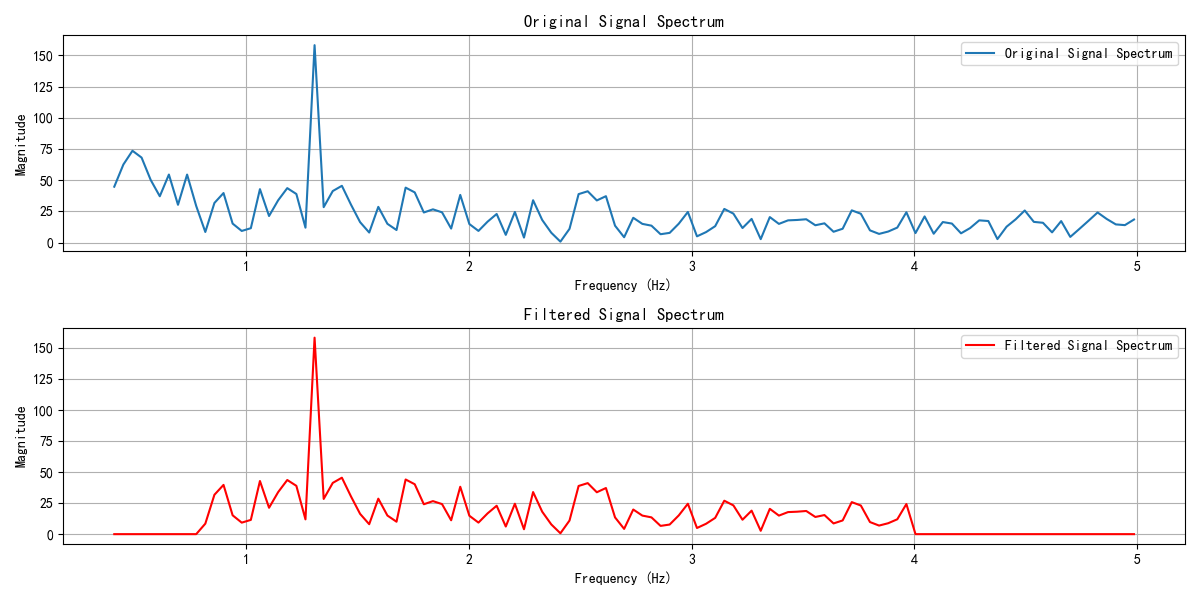 Original Signal Spectrum
Original Signal Spectrum
150
125
100
75
50
25
0
Magnitude
1 2 3 4 5
Frequency (Hz)
Filtered Signal Spectrum
Filtered Signal Spectrum
150
125
100
75
50
25
0
Magnitude
1 2 3 4 5
Frequency (Hz)